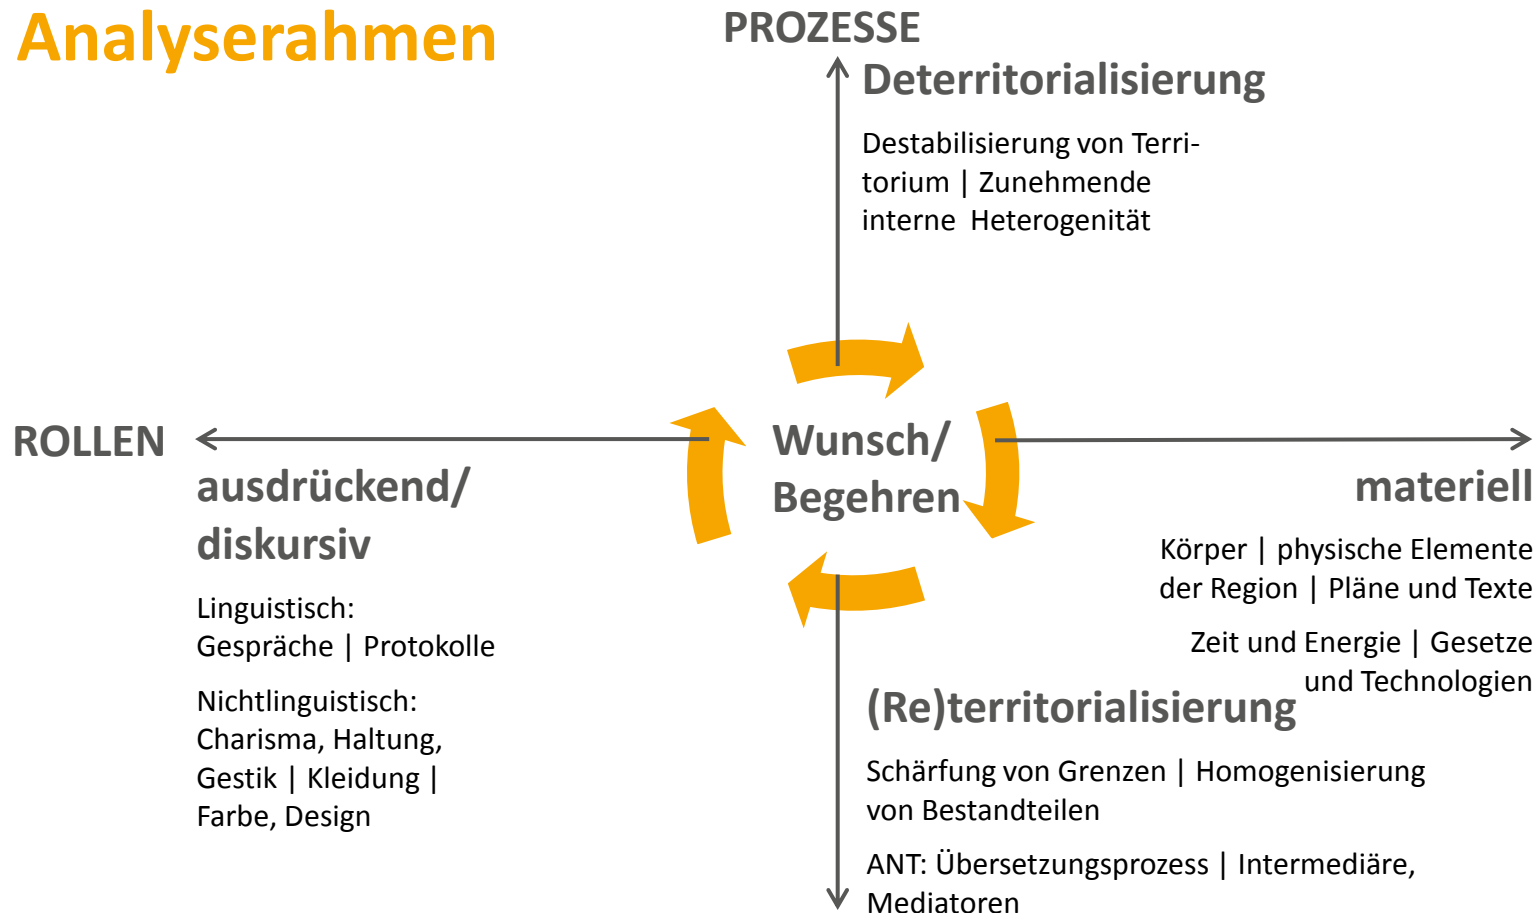 Analyserahmen
PROZESSE
Deterritorialisierung
Destabilisierung von Terri-
torium | Zunehmende
interne Heterogenität
ROLLEN
ausdrückend/
diskursiv
Linguistisch:
Gespräche | Protokolle
Nichtlinguistisch:
Charisma, Haltung,
Gestik | Kleidung |
Farbe, Design
Wunsch/
Begehren
materiell
Körper | physische Elemente
der Region | Pläne und Texte
Zeit und Energie | Gesetze
und Technologien
(Re)territorialisierung
Schärfung von Grenzen | Homogenisierung
von Bestandteilen
ANT: Übersetzungsprozess | Intermediäre,
Mediatoren